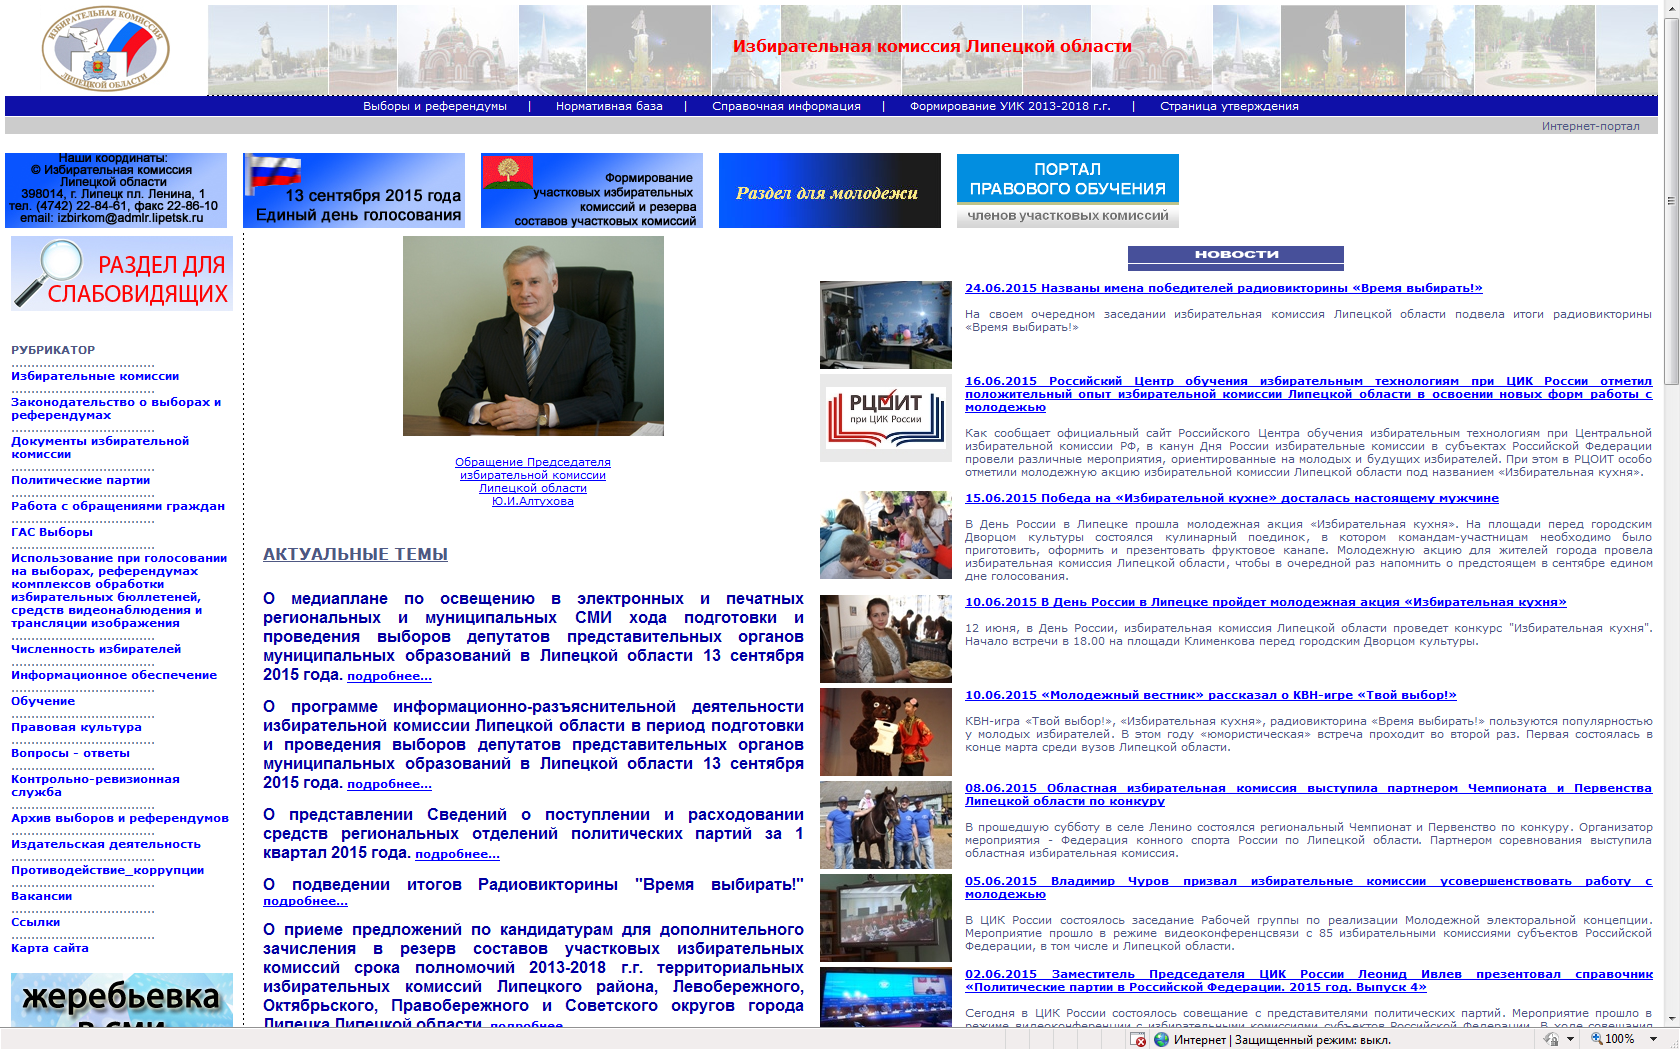 ИЗБИРАТЕЛЬНАЯ КОМИССИЯ
ЛИПЕЦКОЙ ОБЛАСТИ
Избирательная комиссия Липецкой области
Выборы и референдумы | Нормативная база | Справочная информация | Формирование УИК 2013-2018 г.г. | Страница утверждения
Интернет-портал
Наши координаты:
© Избирательная комиссия
Липецкой области
398014, г. Липецк пл. Ленина, 1
тел. (4742) 22-84-61, факс 22-86-10
email: izbirkom@admlr.lipetsk.ru
13 сентября 2015 года
Единый день голосования
Формирование
участковых избирательных
комиссий и резерва
составов участковых комиссий
Раздел для молодежи
ПОРТАЛ
ПРАВОВОГО ОБУЧЕНИЯ
членов участковых комиссий
РАЗДЕЛ ДЛЯ
СЛАБОВИДЯЩИХ
РУБРИКАТОР
Избирательные комиссии
Законодательство о выборах и
референдумах
Документы избирательной
комиссии
Политические партии
Работа с обращениями граждан
ГАС Выборы
Использование при голосовании
на выборах, референдумах
комплексов обработки
избирательных бюллетеней,
средств видеонаблюдения и
трансляции изображения
Численность избирателей
Информационное обеспечение
Обучение
Правовая культура
Вопросы - ответы
Контрольно-ревизионная
служба
Архив выборов и референдумов
Издательская деятельность
Противодействие_коррупции
Вакансии
Ссылки
Карта сайта
жеребьевка
в СМИ
Обращение Председателя
избирательной комиссии
Липецкой области
Ю.И.Алтухова
АКТУАЛЬНЫЕ ТЕМЫ
О медиаплане по освещению в электронных и печатных
региональных и муниципальных СМИ хода подготовки и
проведения выборов депутатов представительных органов
муниципальных образований в Липецкой области 13 сентября
2015 года. подробнее...
О программе информационно-разъяснительной деятельности
избирательной комиссии Липецкой области в период подготовки
и проведения выборов депутатов представительных органов
муниципальных образований в Липецкой области 13 сентября
2015 года. подробнее...
О представлении Сведений о поступлении и расходовании
средств региональных отделений политических партий за 1
квартал 2015 года. подробнее...
О подведении итогов Радиовикторины "Время выбирать!"
подробнее...
О приеме предложений по кандидатурам для дополнительного
зачисления в резерв составов участковых избирательных
комиссий срока полномочий 2013-2018 г.г. территориальных
избирательных комиссий Липецкого района, Левобережного,
Октябрьского, Правобережного и Советского округов города
Липецка Липецкой области. подробнее
НОВОСТИ
24.06.2015 Названы имена победителей радиовикторины «Время выбирать!»
На своем очередном заседании избирательная комиссия Липецкой области подвела итоги радиовикторины
«Время выбирать!»
РЦОИТ
при ЦИК России
16.06.2015 Российский Центр обучения избирательным технологиям при ЦИК России отметил
положительный опыт избирательной комиссии Липецкой области в освоении новых форм работы с
молодежью
Как сообщает официальный сайт Российского Центра обучения избирательным технологиям при Центральной
избирательной комиссии РФ, в канун Дня России избирательные комиссии в субъектах Российской Федерации
провели различные мероприятия, ориентированные на молодых и будущих избирателей. При этом в РЦОИТ особо
отметили молодежную акцию избирательной комиссии Липецкой области под названием «Избирательная кухня».
15.06.2015 Победа на «Избирательной кухне» досталась настоящему мужчине
В День России в Липецке прошла молодежная акция «Избирательная кухня». На площади перед городским
Дворцом культуры состоялся кулинарный поединок, в котором командам-участницам необходимо было
приготовить, оформить и презентовать фруктовое канапе. Молодежную акцию для жителей города провела
избирательная комиссия Липецкой области, чтобы в очередной раз напомнить о предстоящем в сентябре едином
дне голосования.
10.06.2015 В День России в Липецке пройдет молодежная акция «Избирательная кухня»
12 июня, в День России, избирательная комиссия Липецкой области проведет конкурс "Избирательная кухня".
Начало встречи в 18.00 на площади Клименкова перед городским Дворцом культуры.
10.06.2015 «Молодежный вестник» рассказал о КВН-игре «Твой выбор!»
КВН-игра «Твой выбор!», «Избирательная кухня», радиовикторина «Время выбирать!» пользуются популярностью
у молодых избирателей. В этом году «юмористическая» встреча проходит во второй раз. Первая состоялась в
конце марта среди вузов Липецкой области.
08.06.2015 Областная избирательная комиссия выступила партнером Чемпионата и Первенства
Липецкой области по конкуру
В прошедшую субботу в селе Ленино состоялся региональный Чемпионат и Первенство по конкуру. Организатор
мероприятия - Федерация конного спорта России по Липецкой области. Партнером соревнования выступила
областная избирательная комиссия.
05.06.2015 Владимир Чуров призвал избирательные комиссии усовершенствовать работу с
молодежью
В ЦИК России состоялось заседание Рабочей группы по реализации Молодежной электоральной концепции.
Мероприятие прошло в режиме видеоконференцсвязи с 85 избирательными комиссиями субъектов Российской
Федерации, в том числе и Липецкой области.
02.06.2015 Заместитель Председателя ЦИК России Леонид Ивлев презентовал справочник
«Политические партии в Российской Федерации. 2015 год. Выпуск 4»
Сегодня в ЦИК России состоялось совещание с представителями политических партий. Мероприятие прошло в
режиме видеоконференции с избирательными комиссиями субъектов Российской Федерации. В ходе совещания
Интернет | Защищенный режим: выкл.
100%